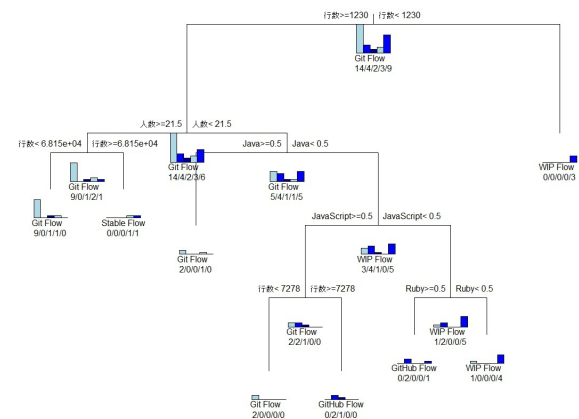 行数>=1230 行数< 1230
Git Flow
14/4/2/3/9
人数>=21.5 人数< 21.5
行数< 6.815e+04 行数>=6.815e+04
Java>=0.5 Java< 0.5
Git Flow
14/4/2/3/6
WIP Flow
0/0/0/0/3
Git Flow
9/0/1/2/1
Git Flow
5/4/1/1/5
Git Flow
9/0/1/1/0
Stable Flow
0/0/0/1/1
JavaScript>=0.5 JavaScript< 0.5
Git Flow
2/0/0/1/0
WIP Flow
3/4/1/0/5
行数< 7278 行数>=7278
Ruby>=0.5 Ruby< 0.5
Git Flow
2/2/1/0/0
WIP Flow
1/2/0/0/5
GitHub Flow
0/2/0/0/1
WIP Flow
1/0/0/0/4
Git Flow
2/0/0/0/0
GitHub Flow
0/2/1/0/0